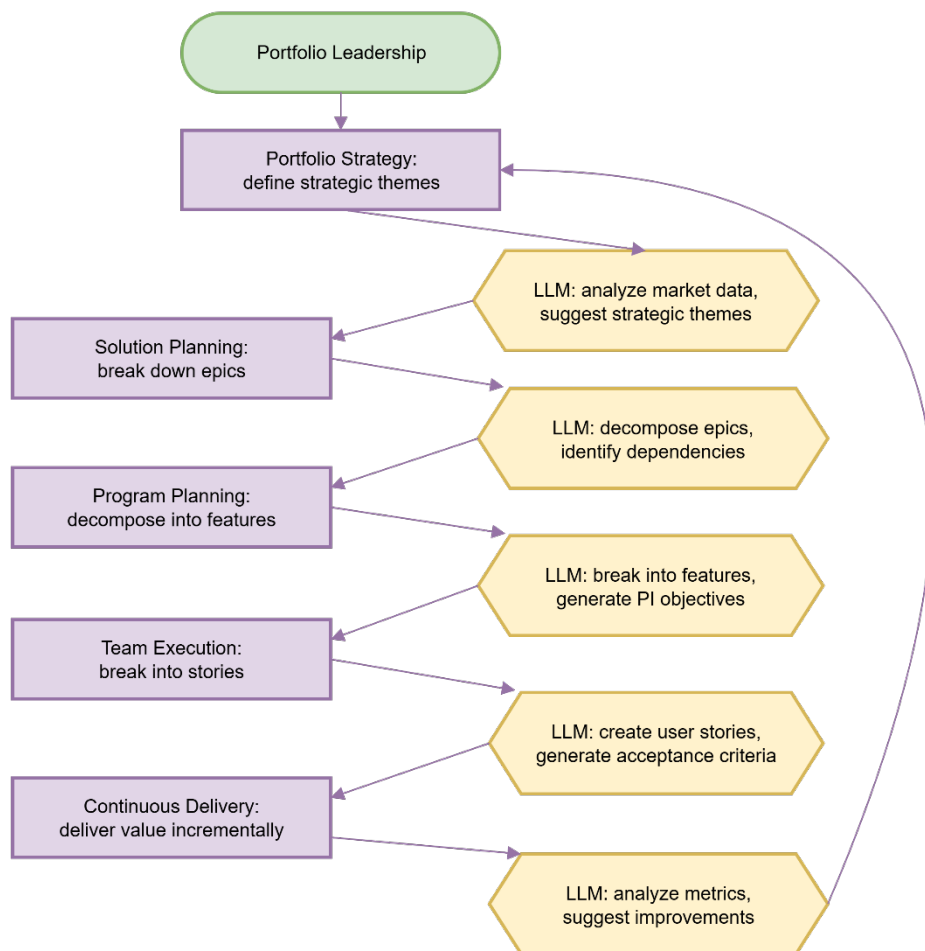 Portfolio Leadership
Portfolio Strategy:
define strategic themes
LLM: analyze market data,
suggest strategic themes
Solution Planning:
break down epics
LLM: decompose epics,
identify dependencies
Program Planning:
decompose into features
LLM: break into features,
generate PI objectives
Team Execution:
break into stories
LLM: create user stories,
generate acceptance criteria
Continuous Delivery:
deliver value incrementally
LLM: analyze metrics,
suggest improvements